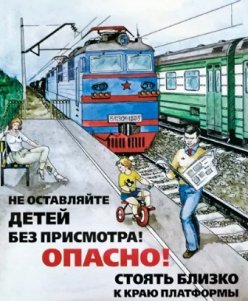 НЕ ОСТАВЛЯЙТЕ
ДЕТЕЙ
БЕЗ ПРИСМОТРА!
ОПАСНО!
СТОЯТЬ БЛИЗКО
К КРАЮ ПЛАТФОРМЫ